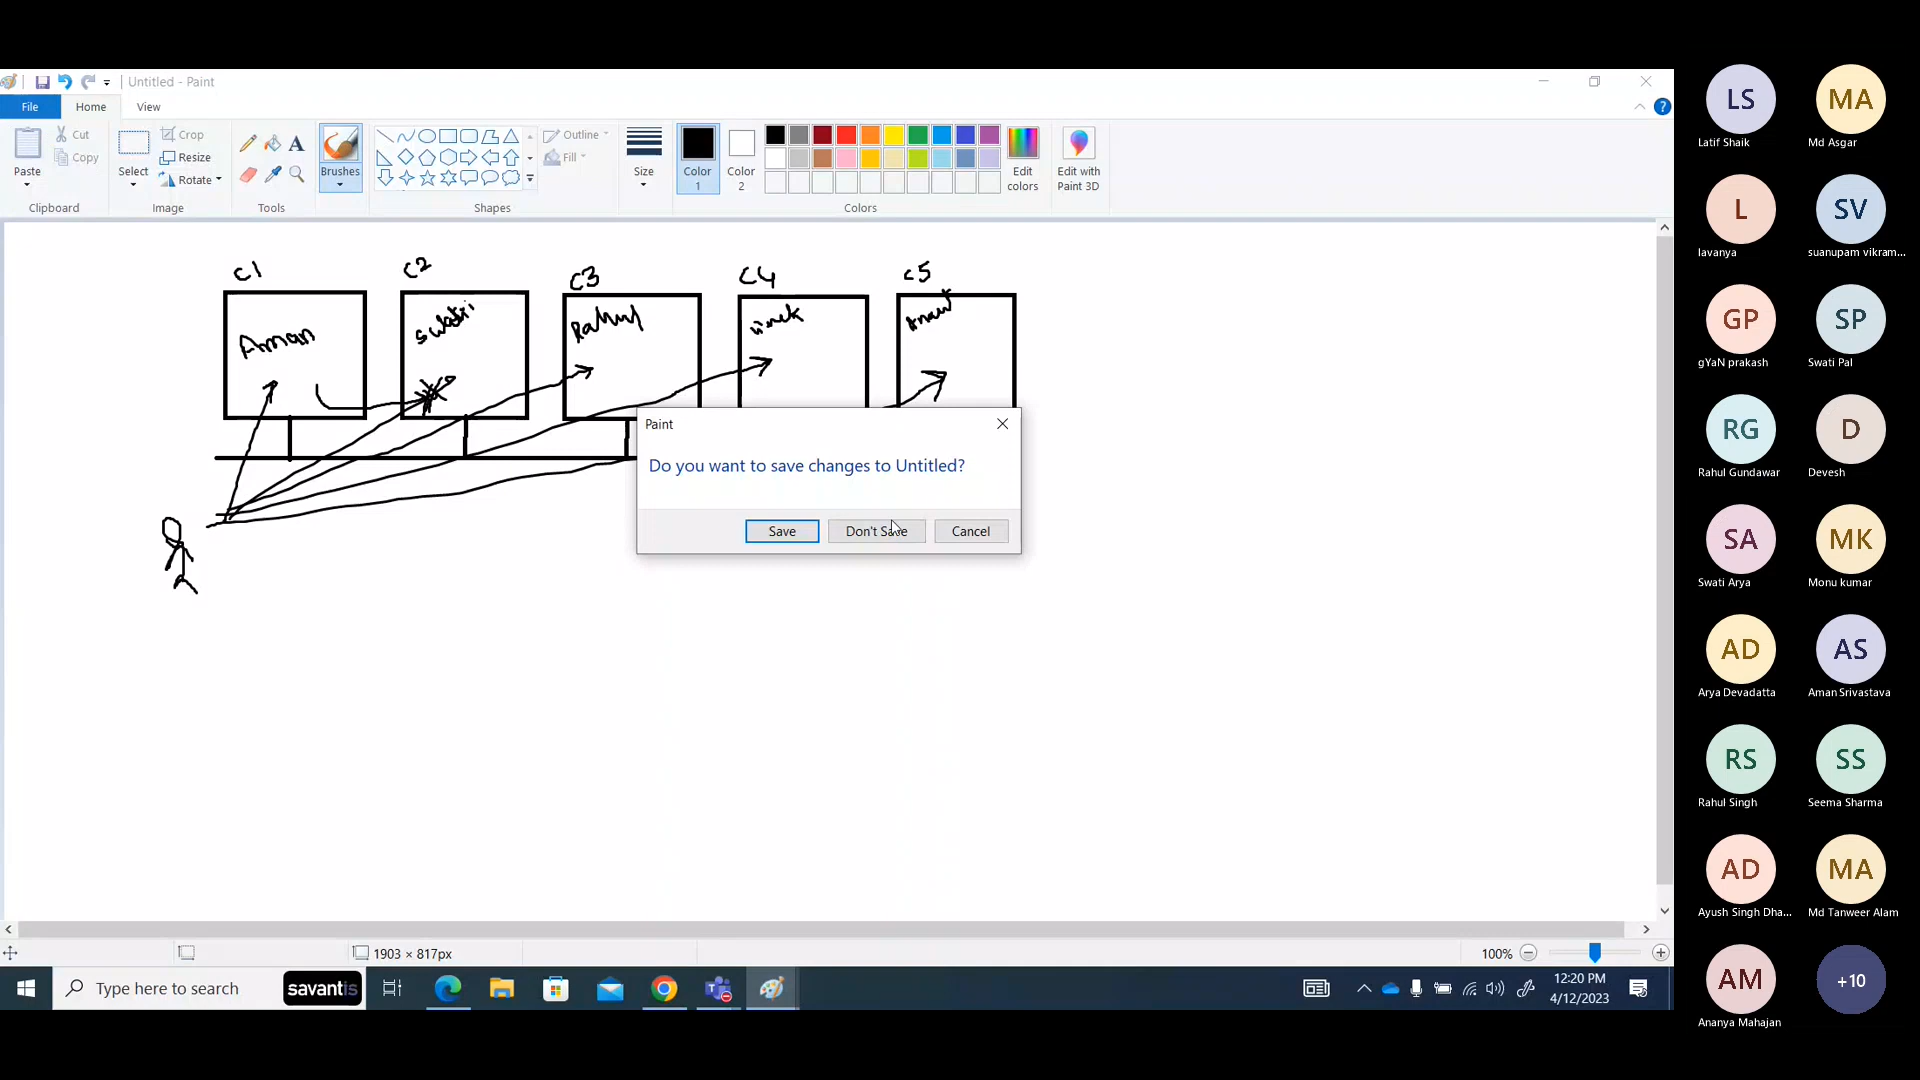 Untitled - Paint
File
Home
View
Paste
Cut
Copy
Clipboard
Select
Crop
Resize
Rotate
Image
A
Tools
Brushes
Outline
Fill
Shapes
Size
Color 1
Color 2
Edit colors
Colors
Edit with Paint 3D
?
C1
C2
C3
C4
C5
Aman
Swati
Rahul
Paint
Do you want to save changes to Untitled?
Save
Don't Save
Cancel
1903 × 817px
100%
Type here to search
savantis
12:20 PM
4/12/2023
LS
Latif Shaik
MA
Md Asgar
L
lavanya
SV
suanupam vikram...
GP
gYaN prakash
SP
Swati Pal
RG
Rahul Gundawar
D
Devesh
SA
Swati Arya
MK
Monu kumar
AD
Arya Devadatta
AS
Aman Srivastava
RS
Rahul Singh
SS
Seema Sharma
AD
Ayush Singh Dha...
MA
Md Tanweer Alam
AM
Ananya Mahajan
+10